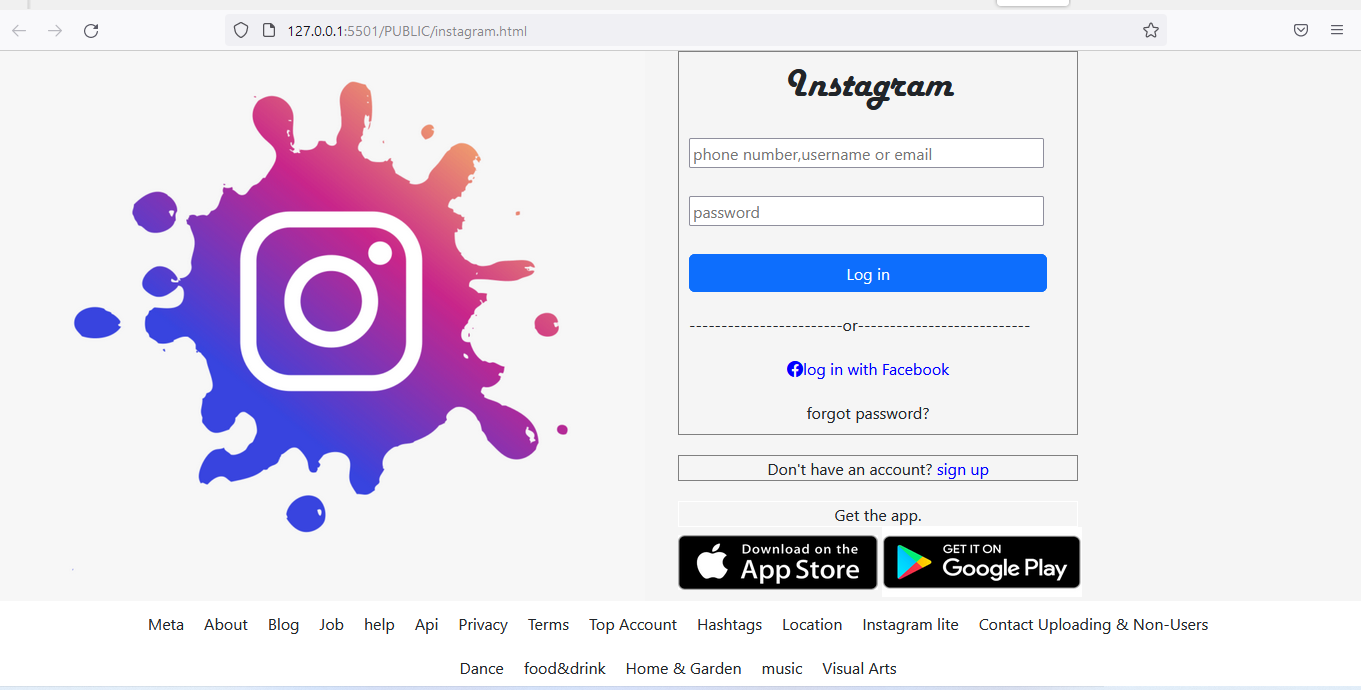 127.0.0.1:5501/PUBLIC/instagram.html
Instagram
phone number,username or email
password
Log in
------------------------or---------------------------
log in with Facebook
forgot password?
Don't have an account? sign up
Get the app.
Download on the
App Store
GET IT ON
Google Play
Meta About Blog Job help Api Privacy Terms Top Account Hashtags Location Instagram lite Contact Uploading & Non-Users
Dance food&drink Home & Garden music Visual Arts